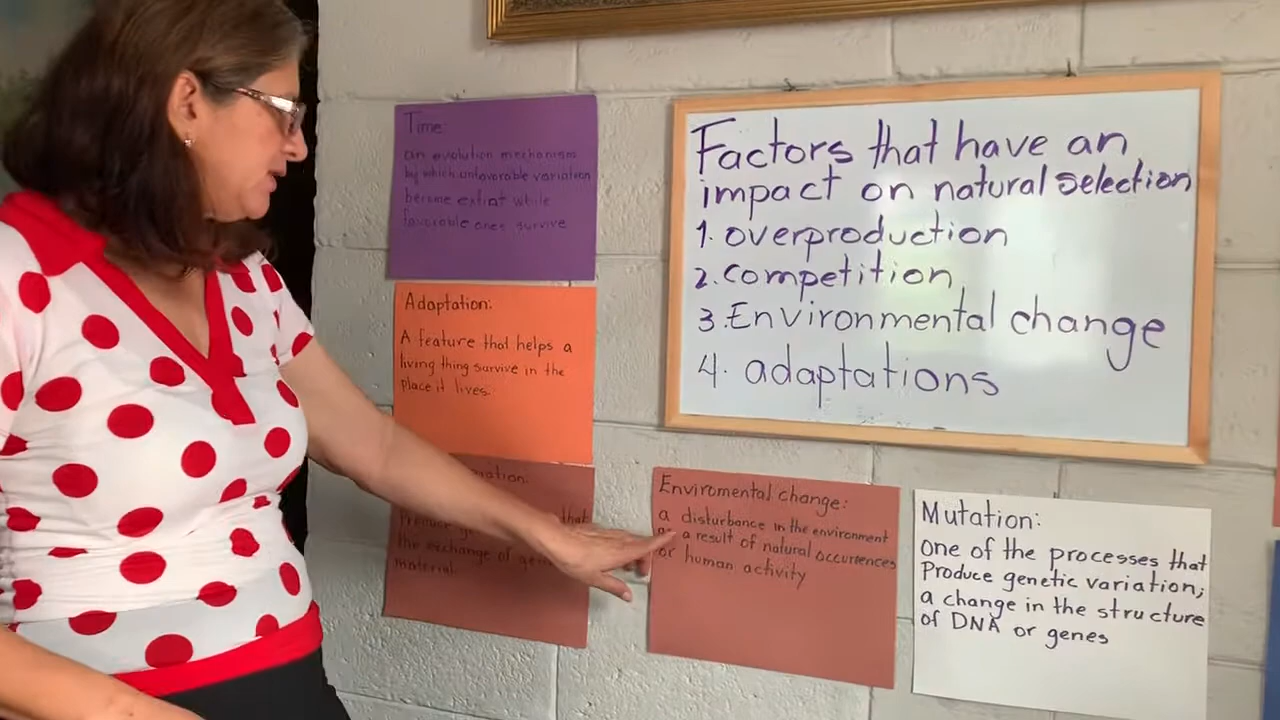 Time:
an evolution mechanism
by which unfavorable variation
become extint while
favorable ones survive
Adaptation:
A feature that helps a
living thing survive in the
place it lives.
that
the exchange of
material.
Factors that have an
impact on natural selection
1. overproduction
2. competition
3. Environmental change
4. adaptations
Enviromental change:
a disturbance in the environment
a result of natural occurrences
or human activity
Mutation:
one of the processes that
Produce genetic variation;
a change in the structure
of DNA or genes